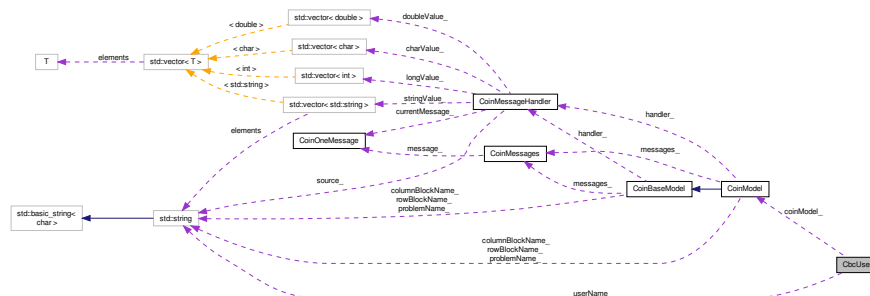 std::vector< double >
doubleValue_
< double >
< char >
std::vector< char >
charValue_
T
elements
std::vector< T >
< int >
std::vector< int >
longValue_
< std::string >
std::vector< std::string >
stringValue_
CoinMessageHandler
currentMessage_
handler_
elements
CoinOneMessage
message_
CoinMessages
handler_
messages_
source_
messages_
CoinBaseModel
CoinModel
columnBlockName_
rowBlockName_
problemName_
std::basic_string<
char >
std::string
coinModel_
columnBlockName_
rowBlockName_
problemName_
CbcUse
userName